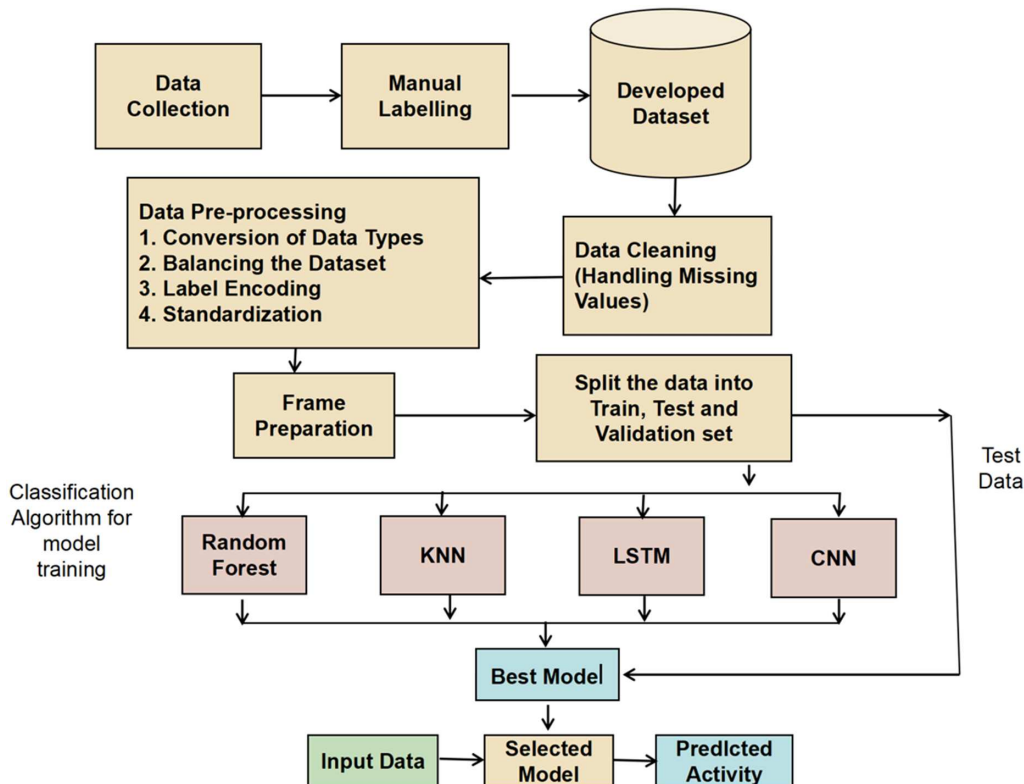 Data
Collection
Manual
Labelling
Developed
Dataset
Data Pre-processing
1. Conversion of Data Types
2. Balancing the Dataset
3. Label Encoding
4. Standardization
Data Cleaning
(Handling Missing
Values)
Frame
Preparation
Split the data into
Train, Test and
Validation set
Test
Data
Classification
Algorithm for
model
training
Random
Forest
KNN
LSTM
CNN
Best Model
Input Data
Selected
Model
PredIcted
Activity